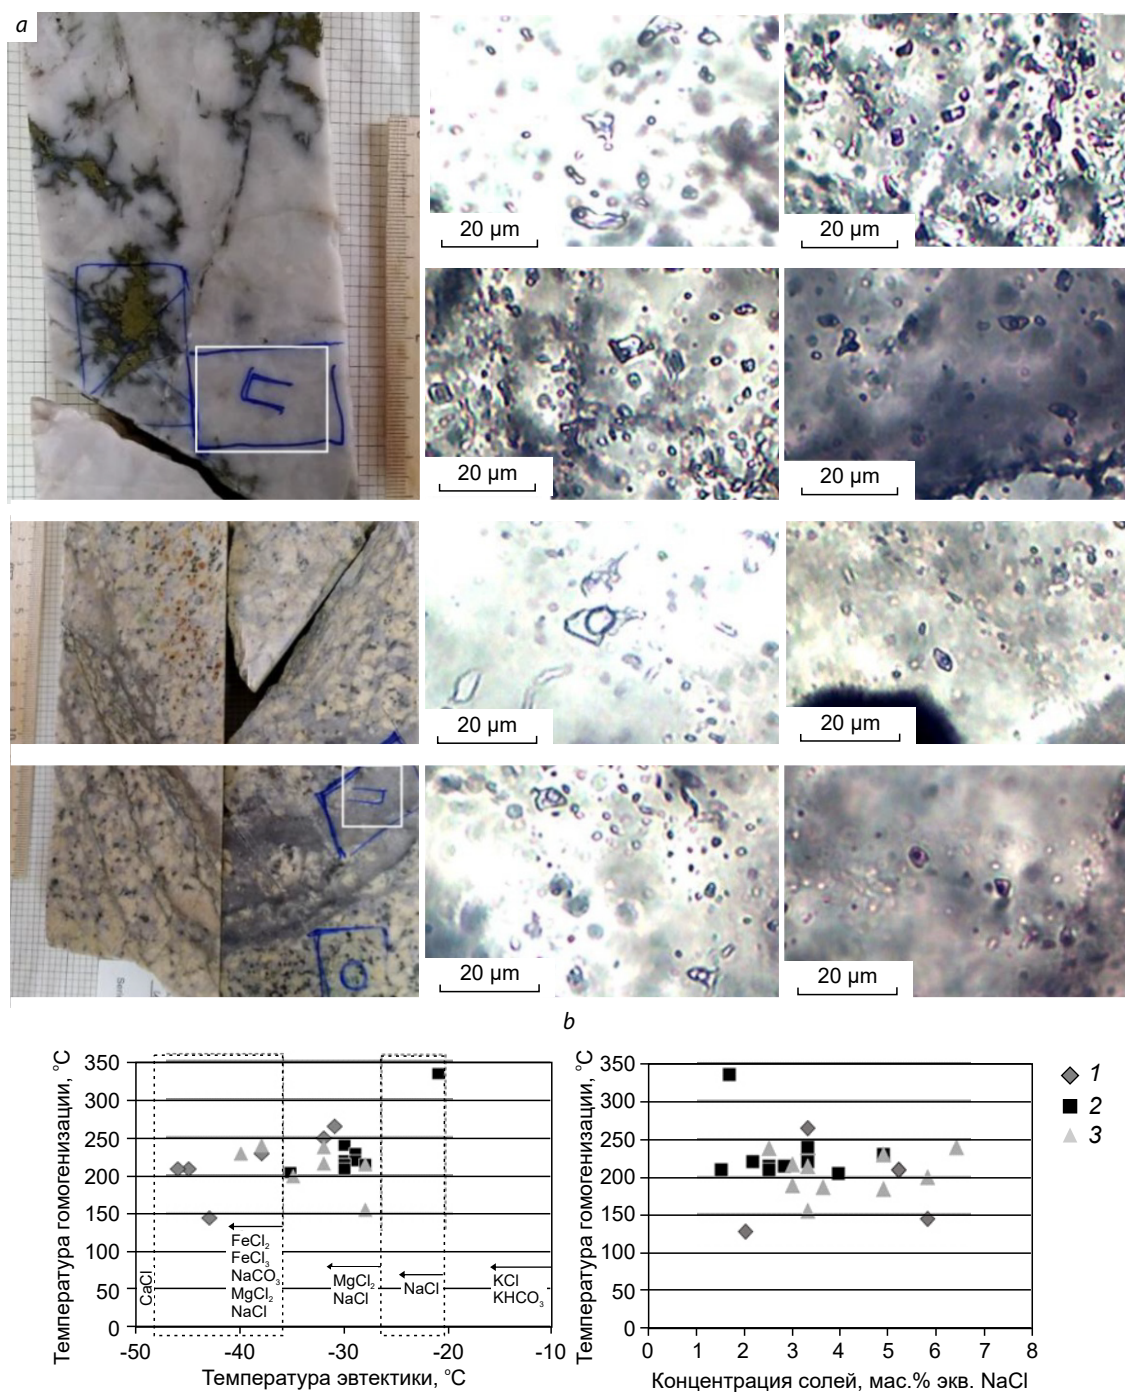 a
20 µm
20 µm
20 µm
20 µm
П
20 µm
20 µm
П
О
20 µm
20 µm
b
Температура гомогенизации, °C
350
300
250
200
150
100
50
0
-50
-40
-30
-20
-10
CaCl
FeCl₂
FeCl₃
NaCO₃
MgCl₂
NaCl
MgCl₂
NaCl
NaCl
KCl
KHCO₃
Температура эвтектики, °C
Температура гомогенизации, °C
350
300
250
200
150
100
50
0
0 1 2 3 4 5 6 7 8
Концентрация солей, мас.% экв. NaCl
1
2
3